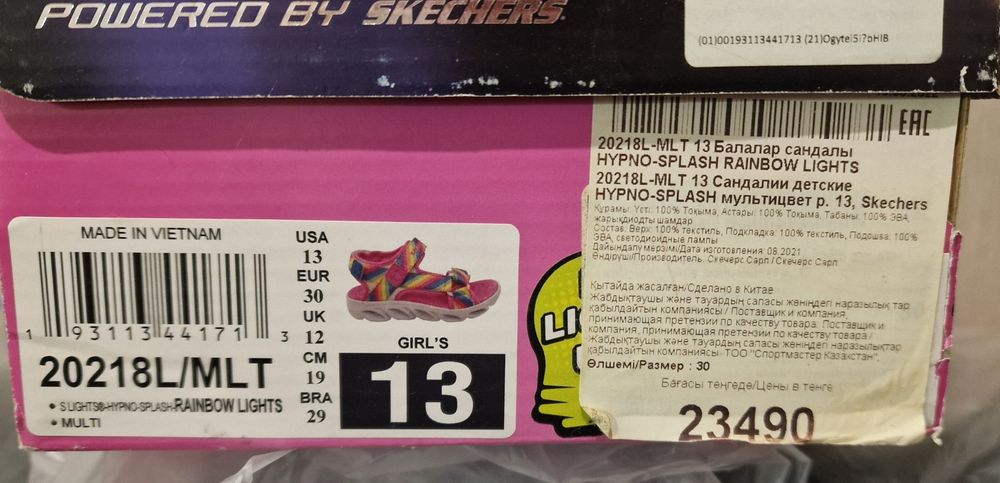 POWERED BY SKECHERS
(01)00193113441713 (21)Ogytel5I?bHIB
EAC
20218L-MLT 13 Балалар сандалы
HYPNO-SPLASH RAINBOW LIGHTS
20218L-MLT 13 Сандалии детские
HYPNO-SPLASH мультицвет р. 13, Skechers
Құрамы: Үсті: 100% Тоқыма, Астары: 100% Тоқыма, Табаны: 100% ЭВА,
жарықдиодты шамдар
Состав: Верх: 100% текстиль, Подкладка: 100% текстиль, Подошва: 100%
ЭВА, светодиодные лампы
Дайындалу мерзімі/Дата изготовления: 08.2021
Өндіруші/Производитель: Скечерс Сарл / Скечерс Сарл
Қытайда жасалған/Сделано в Китае
Жабдықтаушы және тауардың сапасы жөніндегі наразылықтар
қабылдайтын компаниясы / Поставщик и компания,
принимающая претензии по качеству товара: Поставщик и
компания, принимающая претензии по качеству товара /
Жабдықтаушы және тауардың сапасы жөніндегі наразылықтар
қабылдайтын компаниясы- ТОО "Спортмастер Казахстан",
Өлшемі/Размер : 30
Бағасы теңгеде/Цены в тенге
23490
MADE IN VIETNAM
1 93113 44171 3
20218L/MLT
• S LIGHTS®-HYPNO-SPLASH-RAINBOW LIGHTS
• MULTI
USA
13
EUR
30
UK
12
CM
19
BRA
29
GIRL'S
13